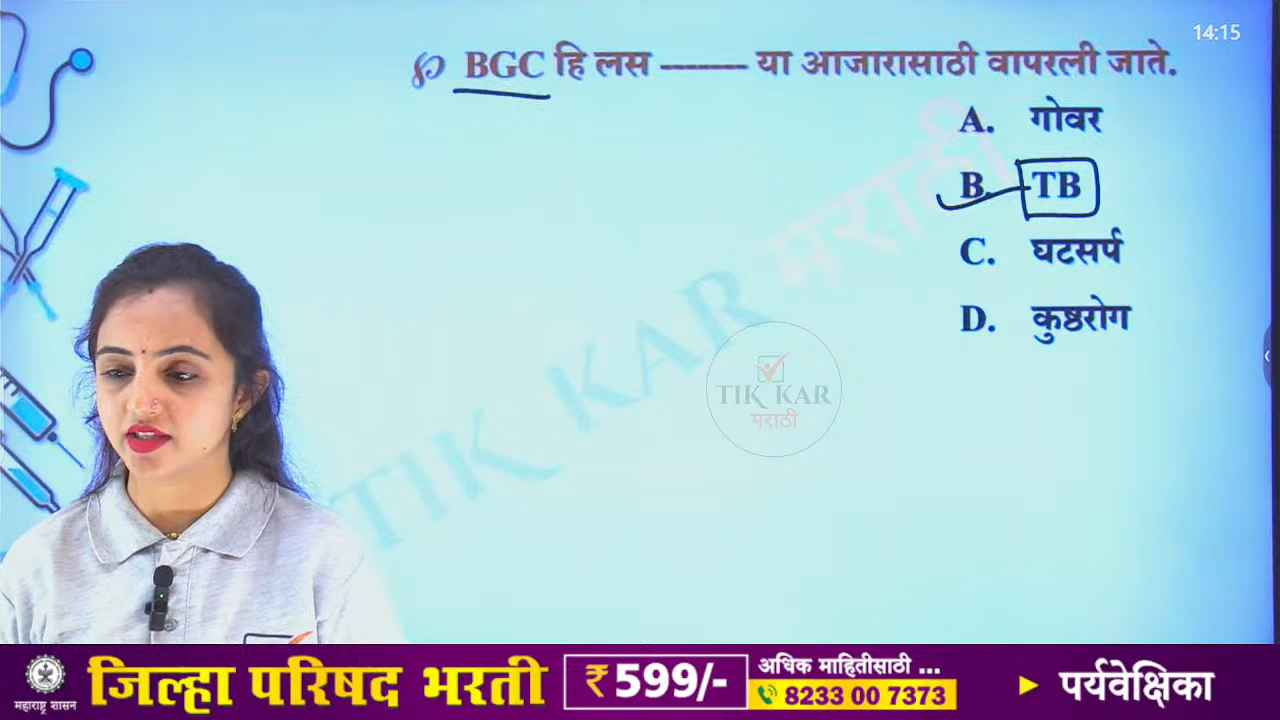 14:15
BGC हि लस ------- या आजारासाठी वापरली जाते.
A. गोवर
B. TB
C. घटसर्प
D. कुष्ठरोग
TIK KAR मराठी
TIK KAR
मराठी
महाराष्ट्र शासन
जिल्हा परिषद भरती
₹599/-
अधिक माहितीसाठी ...
8233 00 7373
पर्यवेक्षिका